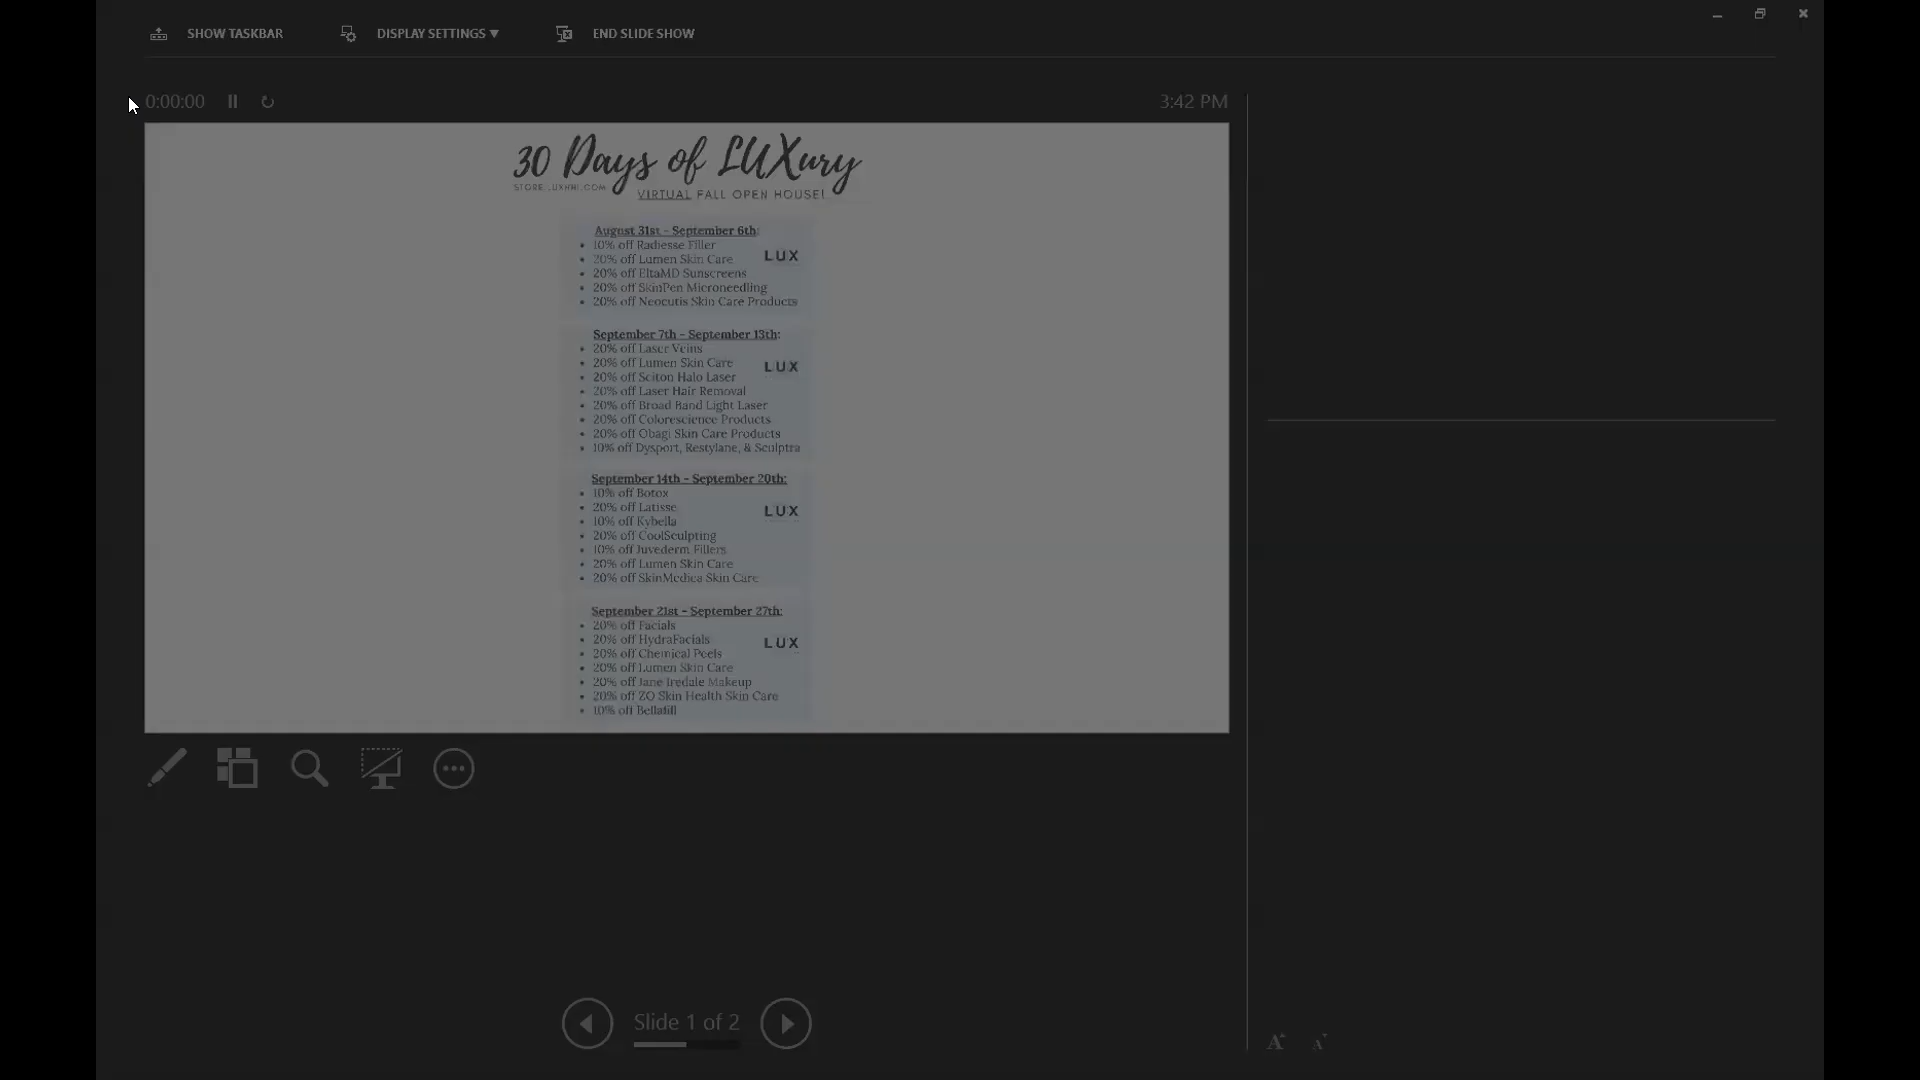 SHOW TASKBAR
DISPLAY SETTINGS ▼
END SLIDE SHOW
0:00:00
3:42 PM
30 Days of LUXury
STORE.LUXHHI.COM
VIRTUAL FALL OPEN HOUSE!
August 31st - September 6th:
• 10% off Radiesse Filler
• 20% off Lumen Skin Care
• 20% off EltaMD Sunscreens
• 20% off SkinPen Microneedling
• 20% off Neocutis Skin Care Products
LUX
September 7th - September 13th:
• 20% off Laser Veins
• 20% off Lumen Skin Care
• 20% off Sciton Halo Laser
• 20% off Laser Hair Removal
• 20% off Broad Band Light Laser
• 20% off Colorescience Products
• 20% off Obagi Skin Care Products
• 10% off Dysport, Restylane, & Sculptra
LUX
September 14th - September 20th:
• 10% off Botox
• 20% off Latisse
• 10% off Kybella
• 20% off CoolSculpting
• 10% off Juvederm Fillers
• 20% off Lumen Skin Care
• 20% off SkinMedica Skin Care
LUX
September 21st - September 27th:
• 20% off Facials
• 20% off HydraFacials
• 20% off Chemical Peels
• 20% off Lumen Skin Care
• 20% off Jane Iredale Makeup
• 20% off ZO Skin Health Skin Care
• 10% off Bellafill
LUX
Slide 1 of 2
A A